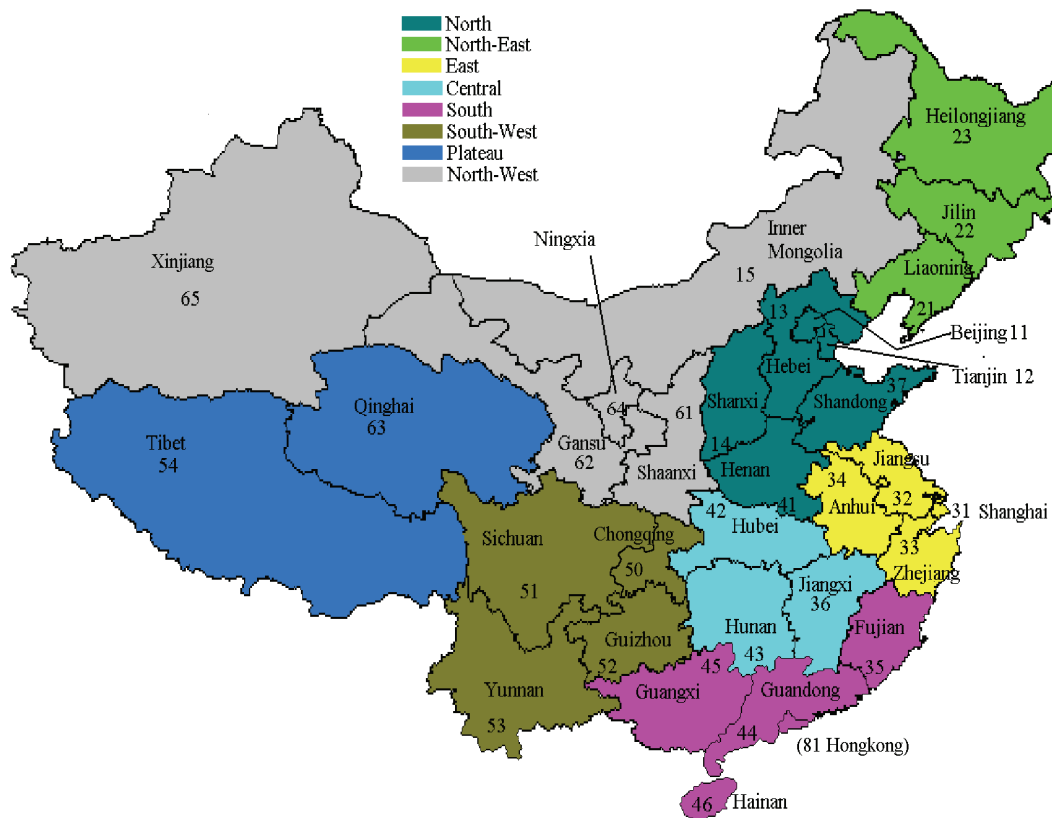 North
North-East
East
Central
South
South-West
Plateau
North-West
Heilongjiang
23
Jilin
22
Liaoning
21
Inner
Mongolia
15
Ningxia
Xinjiang
65
13
Beijing 11
Hebei
Tianjin 12
37
Shandong
Shanxi
14
61
64
Qinghai
63
Tibet
54
Gansu
62
Shaanxi
Henan
41
Jiangsu
34
32
Anhui
31 Shanghai
33
Zhejiang
42
Hubei
Sichuan
51
Chongqing
50
Jiangxi
36
Hunan
43
Fujian
35
Guizhou
52
45
Guangxi
Guandong
44
Yunnan
53
(81 Hongkong)
46
Hainan